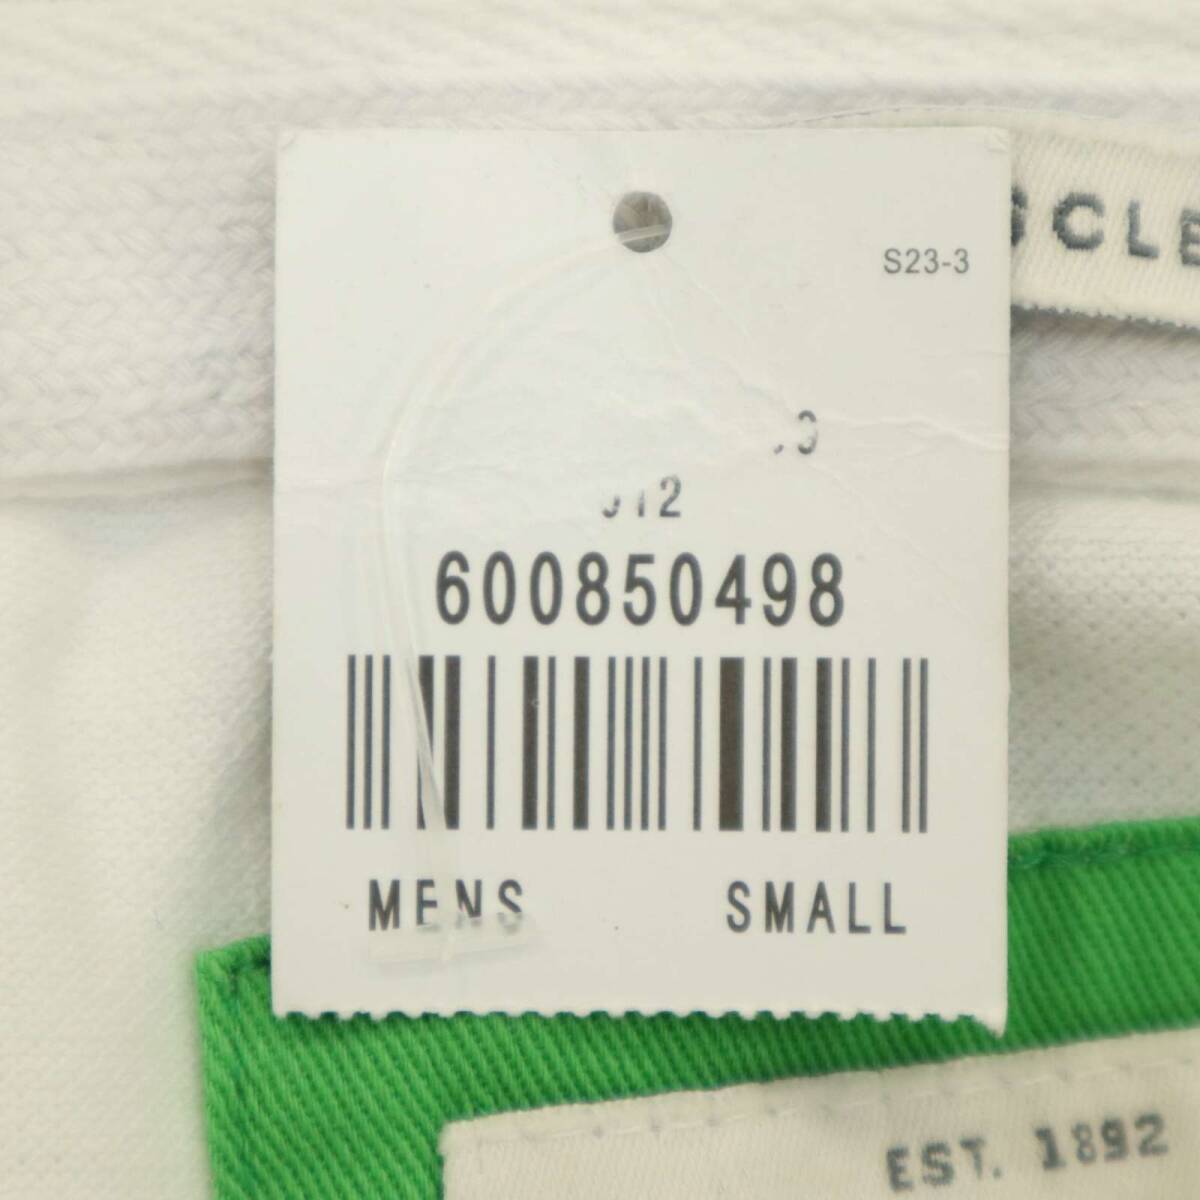 S23-3
600850498
MENS SMALL
EST. 1892